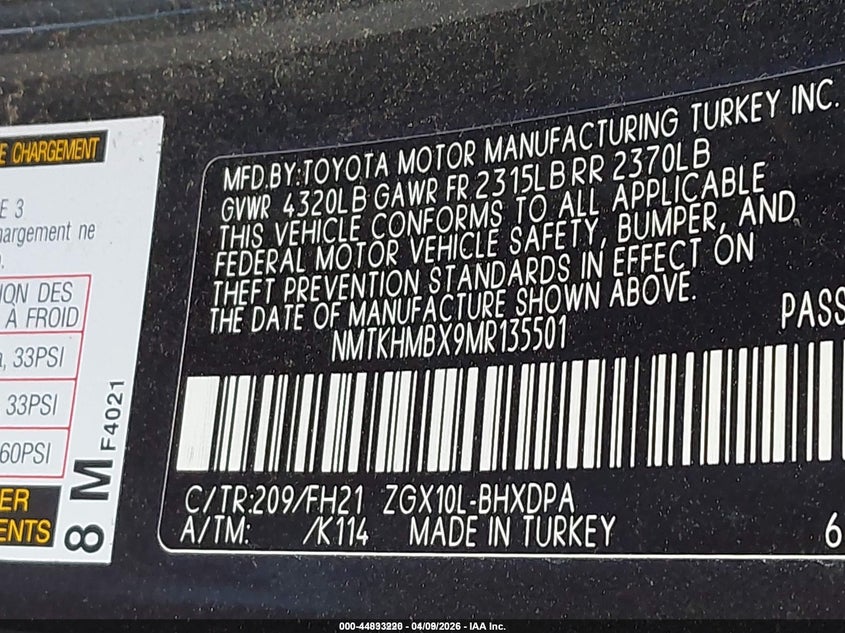 E CHARGEMENT
E 3
hargement ne
ION DES
À FROID
, 33PSI
33PSI
60PSI
ER
ENTS
8 M F4021
MFD.BY:TOYOTA MOTOR MANUFACTURING TURKEY INC.
GVWR 4320LB GAWR FR 2315LB RR 2370LB
THIS VEHICLE CONFORMS TO ALL APPLICABLE
FEDERAL MOTOR VEHICLE SAFETY, BUMPER, AND
THEFT PREVENTION STANDARDS IN EFFECT ON
THE DATE OF MANUFACTURE SHOWN ABOVE.
NMTKHMBX9MR135501
PASS
C/TR:209/FH21 ZGX10L-BHXDPA
A/TM: /K114 MADE IN TURKEY
6
04/09/2026 - IAA Inc.